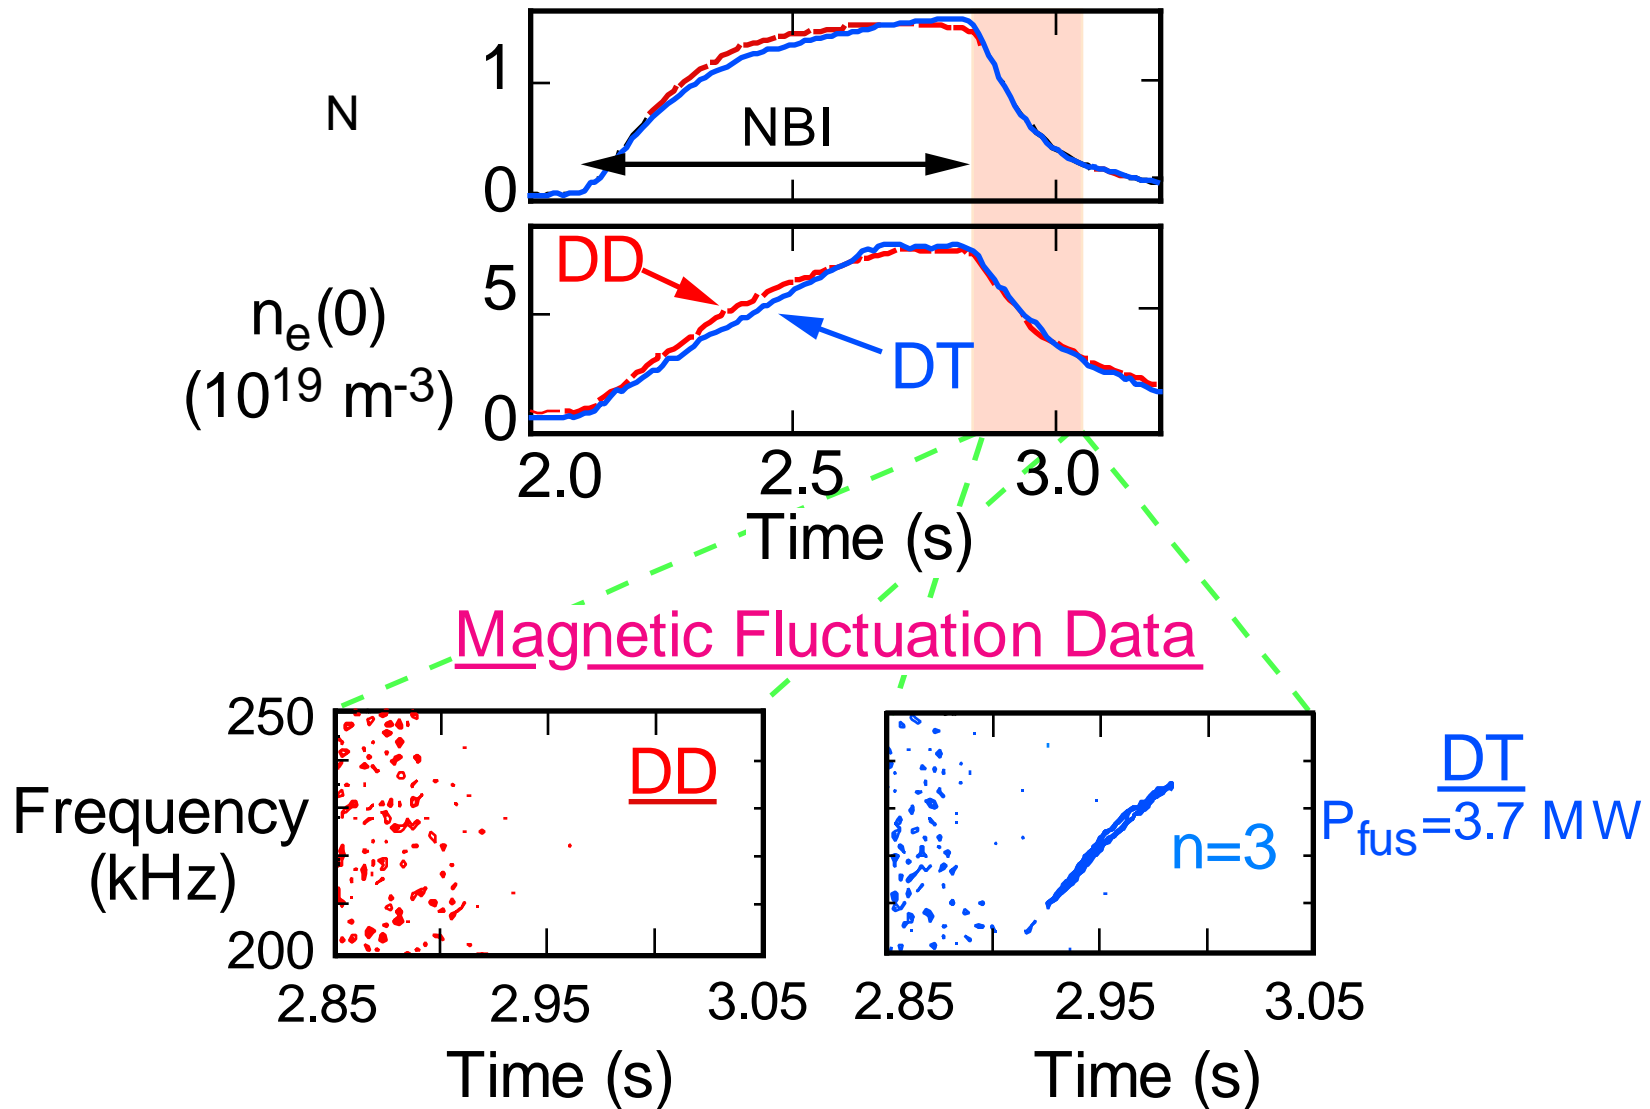 1
N
NBI
0
DD
5
n_e(0)
(10^19 m^-3)
DT
0
2.0 2.5 3.0
Time (s)
Magnetic Fluctuation Data
250
DD
DT
Frequency
(kHz)
P_fus=3.7 MW
n=3
200
2.85 2.95 3.05 2.85 2.95 3.05
Time (s) Time (s)